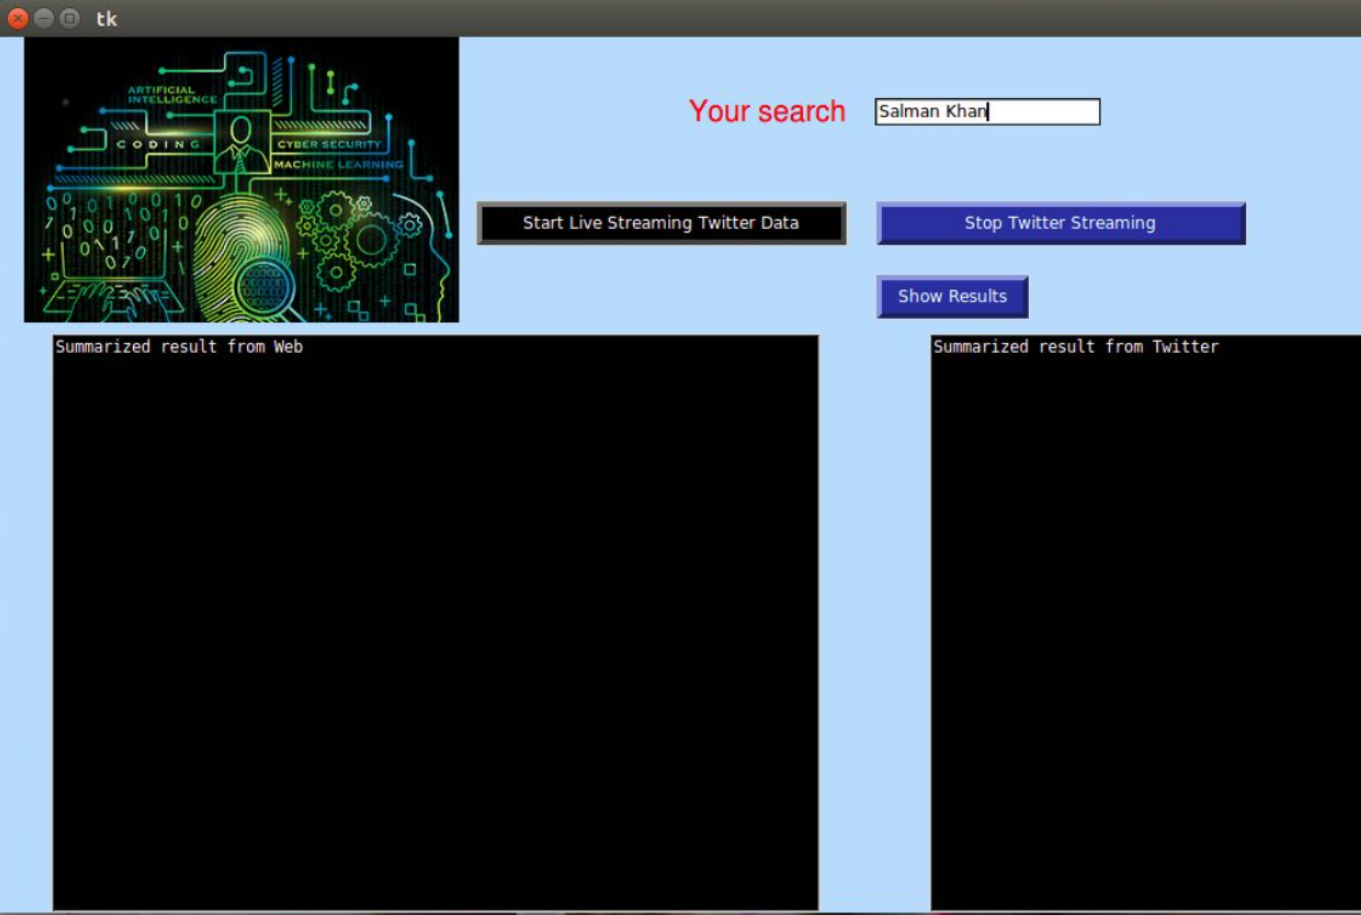 tk
ARTIFICIAL
INTELLIGENCE
CODING
CYBER SECURITY
MACHINE LEARNING
Your search
Salman Khan
Start Live Streaming Twitter Data
Stop Twitter Streaming
Show Results
Summarized result from Web
Summarized result from Twitter